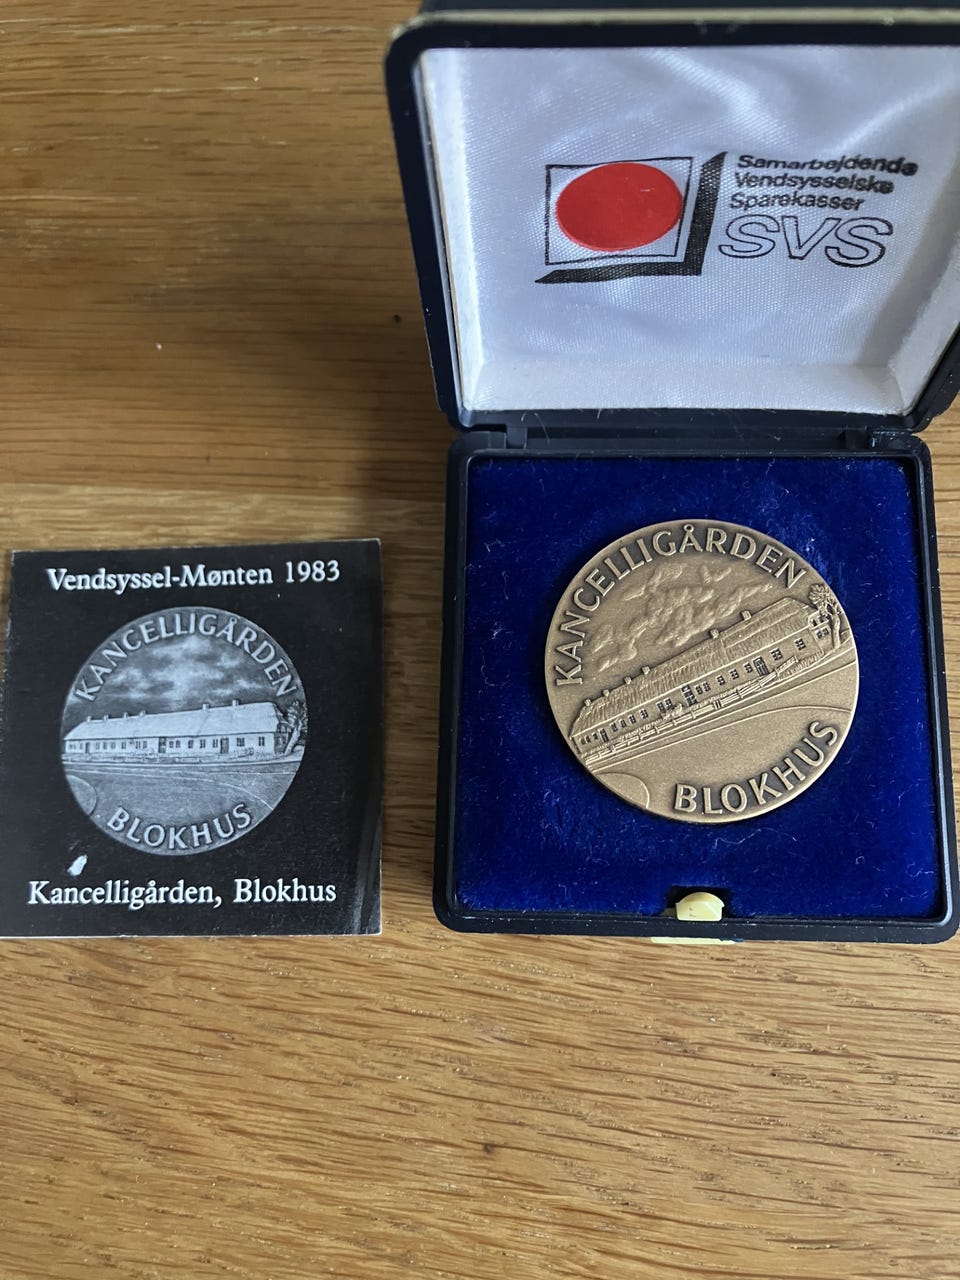 Samarbejdende
Vendsysselske
Sparekasser
SVS
KANCELLIGÅRDEN
BLOKHUS
Vendsyssel-Mønten 1983
KANCELLIGÅRDEN
BLOKHUS
Kancelligården, Blokhus